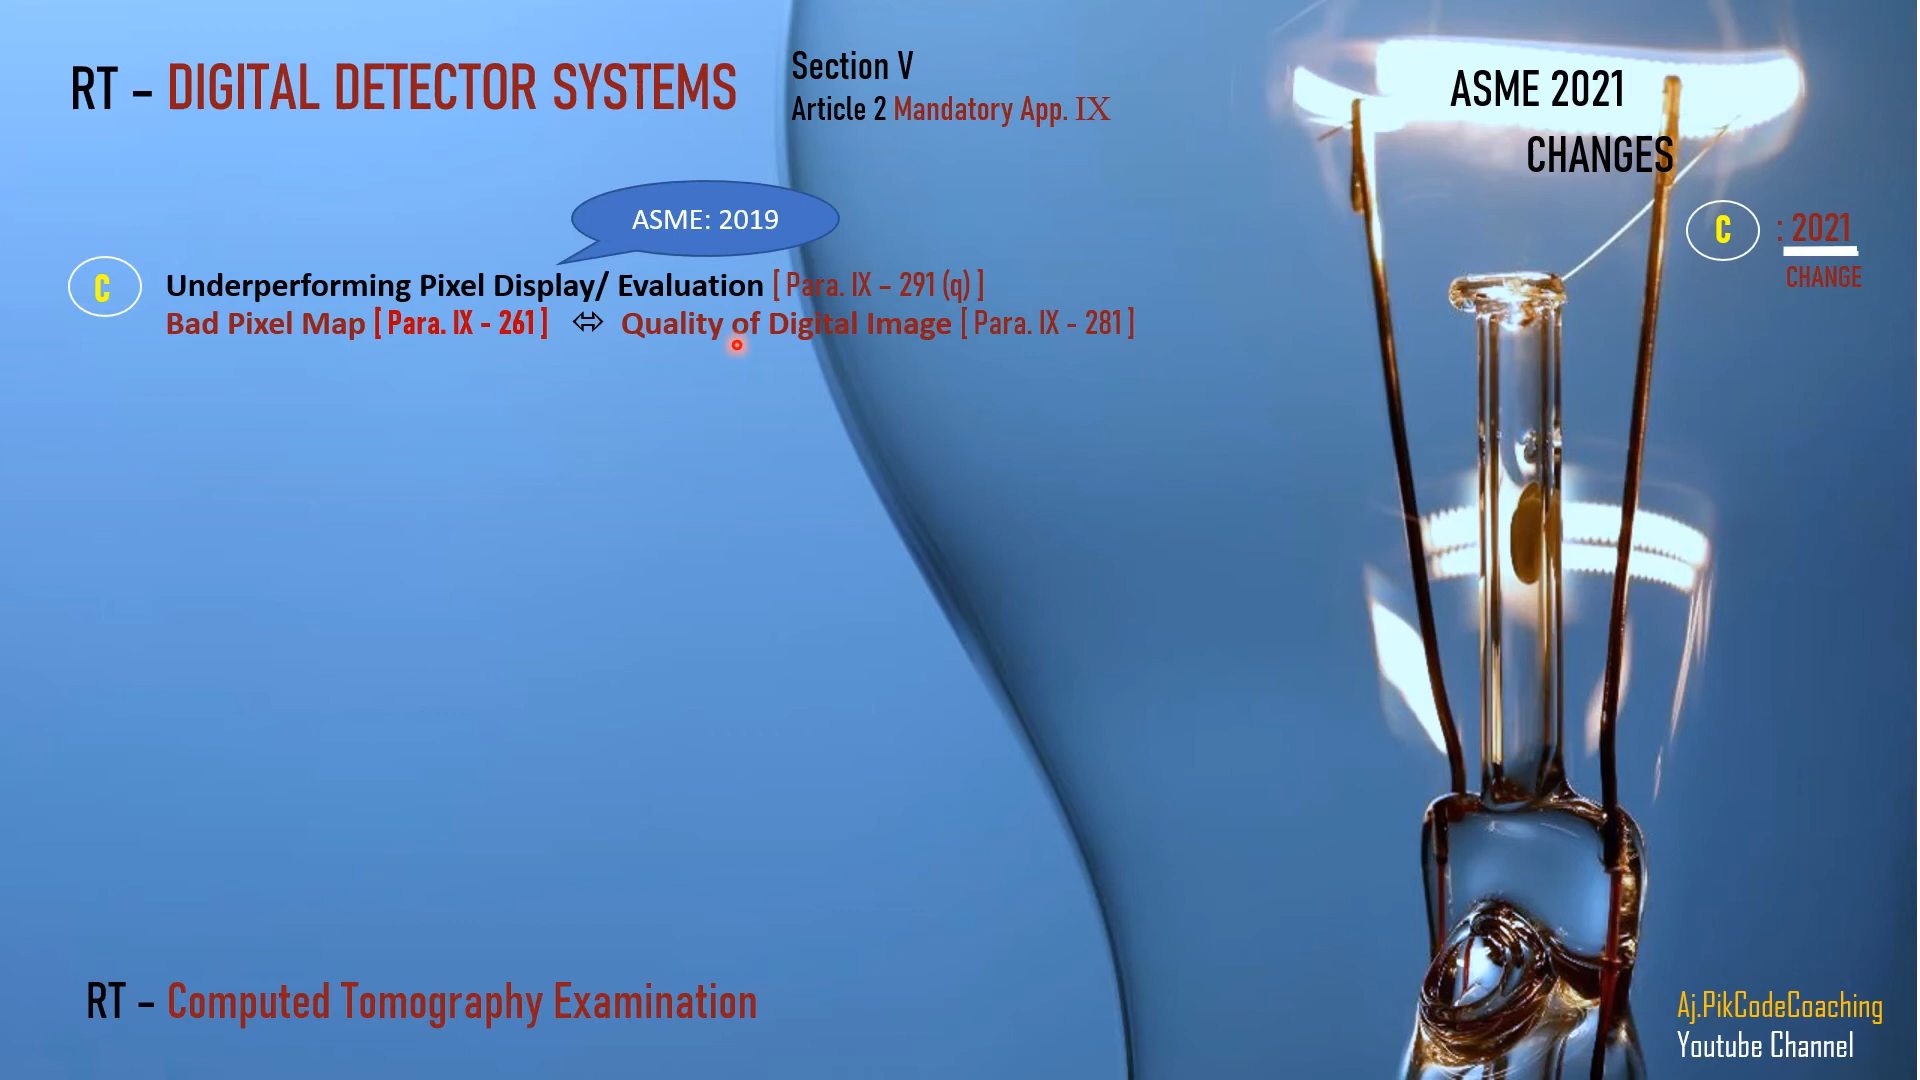 RT – DIGITAL DETECTOR SYSTEMS
Section V
Article 2 Mandatory App. IX
ASME 2021
CHANGES
C : 2021
CHANGE
ASME: 2019
C Underperforming Pixel Display/ Evaluation [ Para. IX – 291 (q) ]
Bad Pixel Map [ Para. IX - 261 ] ⬄ Quality of Digital Image [ Para. IX - 281 ]
RT – Computed Tomography Examination
Aj.PikCodeCoaching
Youtube Channel